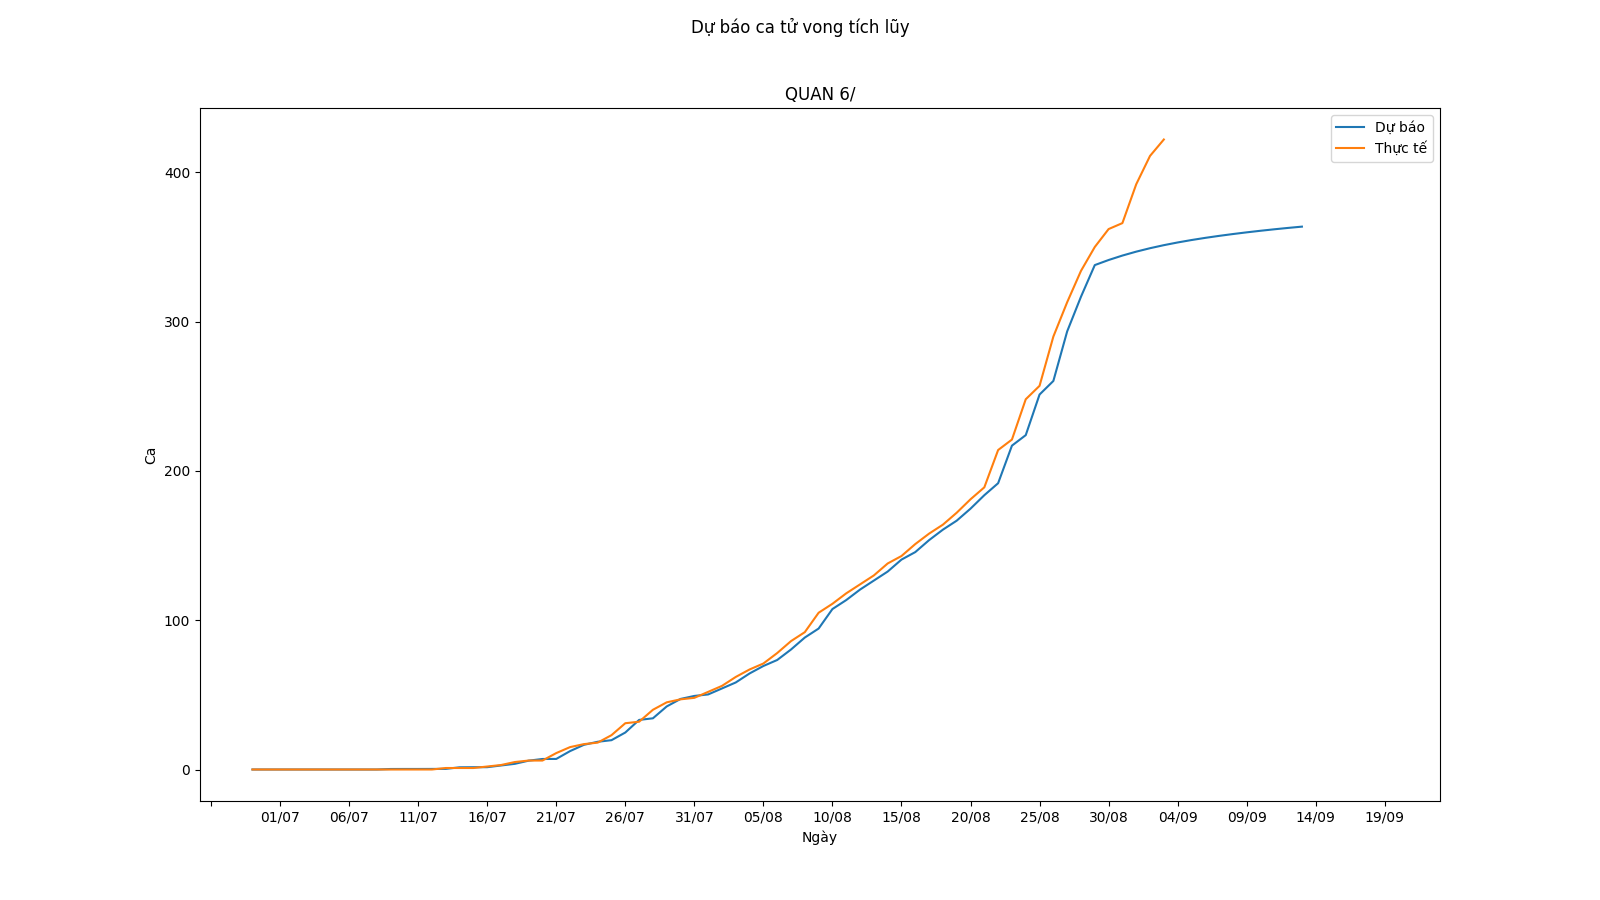 Dự báo ca tử vong tích lũy
QUAN 6/
Dự báo
Thực tế
400
300
200
100
0
Ca
01/07 06/07 11/07 16/07 21/07 26/07 31/07 05/08 10/08 15/08 20/08 25/08 30/08 04/09 09/09 14/09 19/09
Ngày